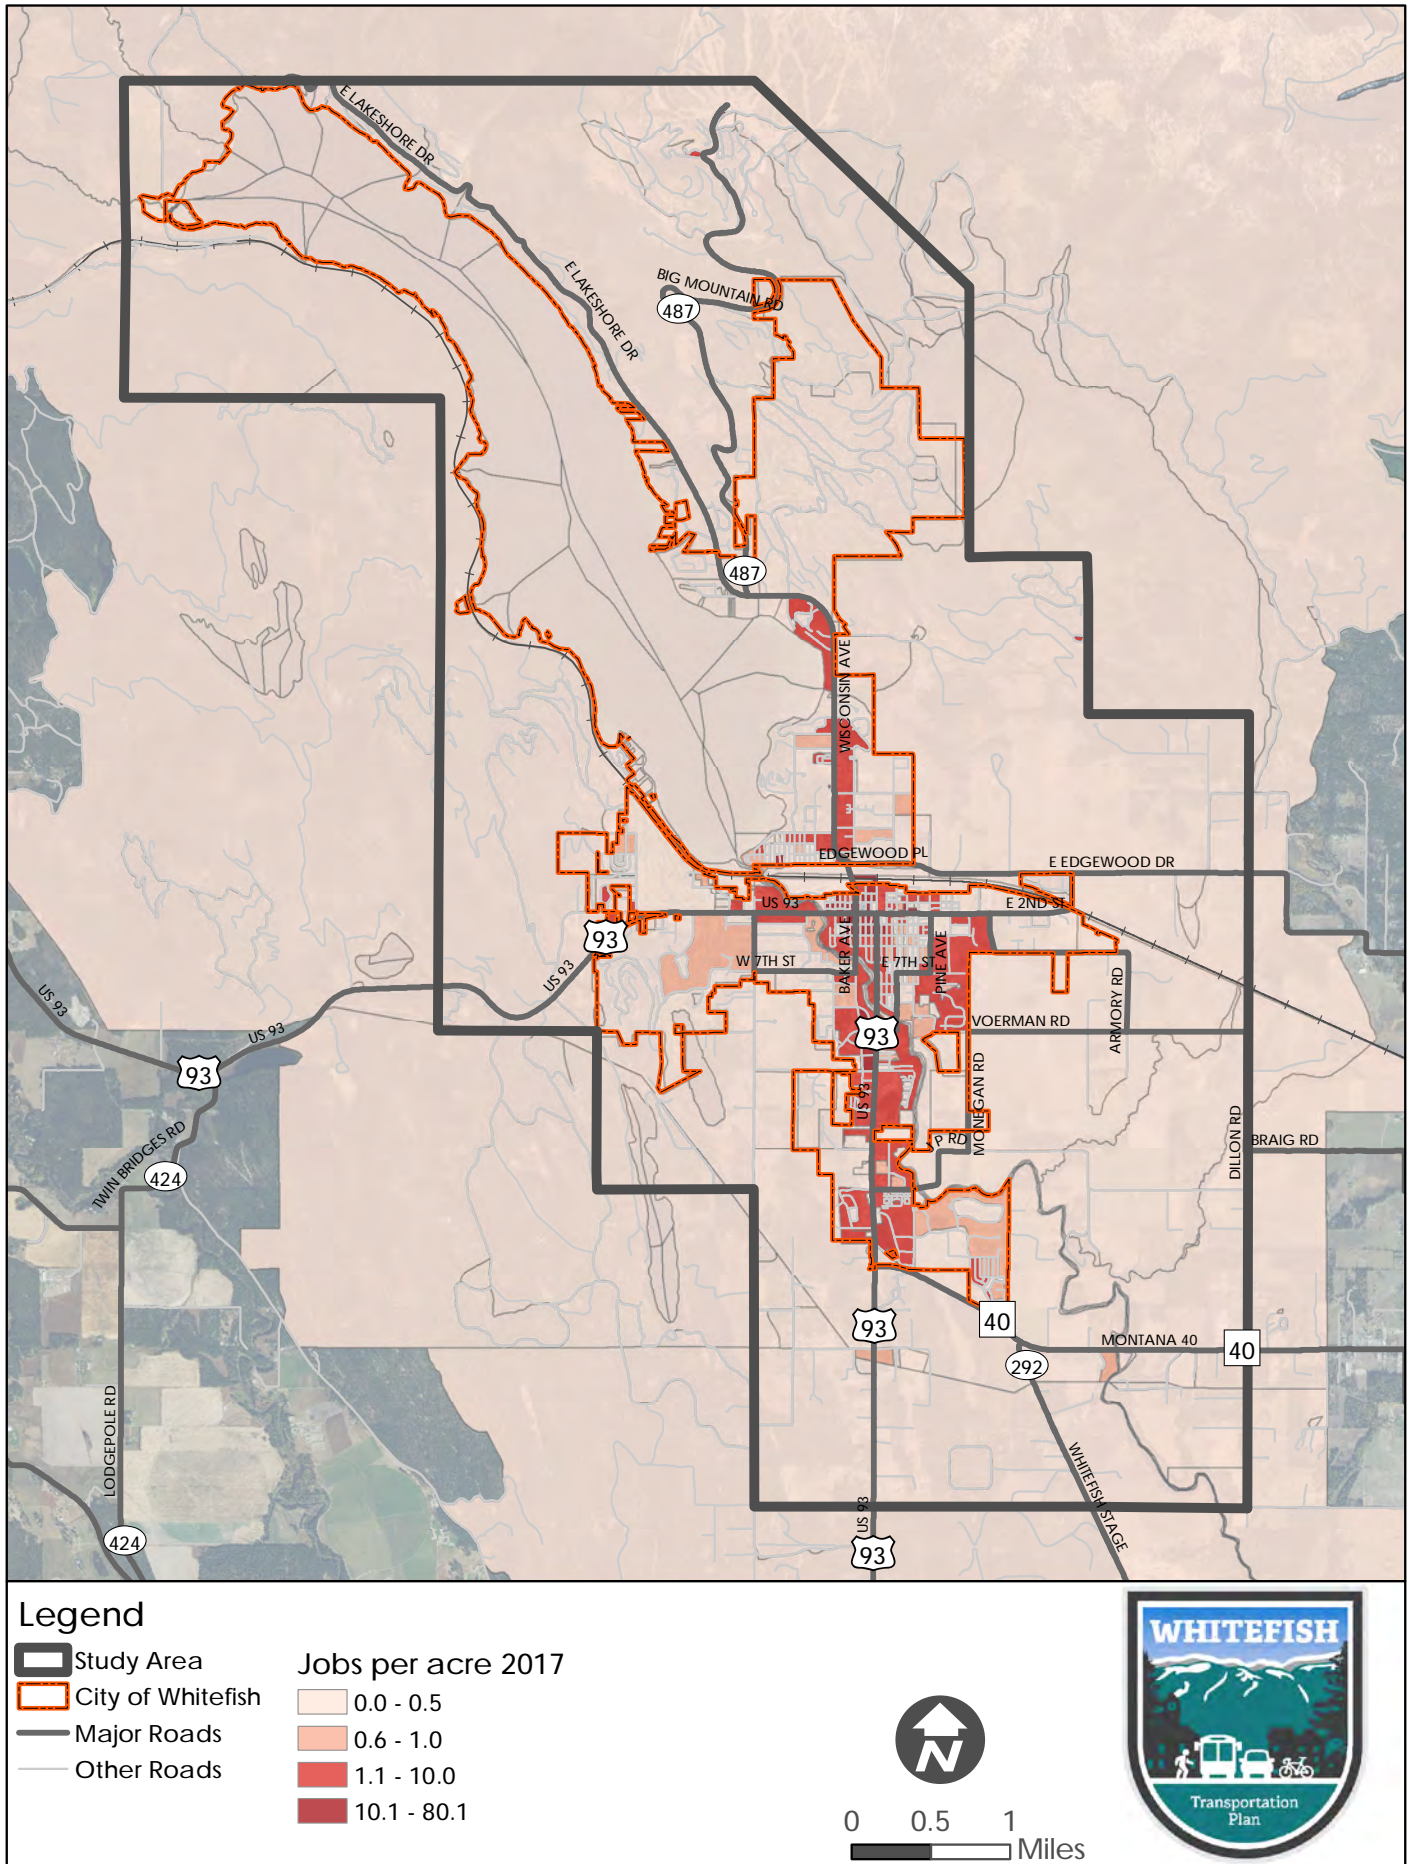 E LAKESHORE DR
E LAKESHORE DR
BIG MOUNTAIN RD
487
487
WISCONSIN AVE
EDGEWOOD PL
E EDGEWOOD DR
US 93
E 2ND ST
93
BAKER AVE
W 7TH ST
E 7TH ST
PINE AVE
US 93
US 93
US 93
93
VOERMAN RD
ARMORY RD
93
US 93
MONEGAN RD
J P RD
DILLON RD
BRAIG RD
TWIN BRIDGES RD
424
93
40
MONTANA 40
40
292
LODGEPOLE RD
WHITEFISH STAGE
US 93
424
93
Legend
Study Area
City of Whitefish
Major Roads
Other Roads
Jobs per acre 2017
0.0 - 0.5
0.6 - 1.0
1.1 - 10.0
10.1 - 80.1
N
0 0.5 1
Miles
WHITEFISH
Transportation
Plan